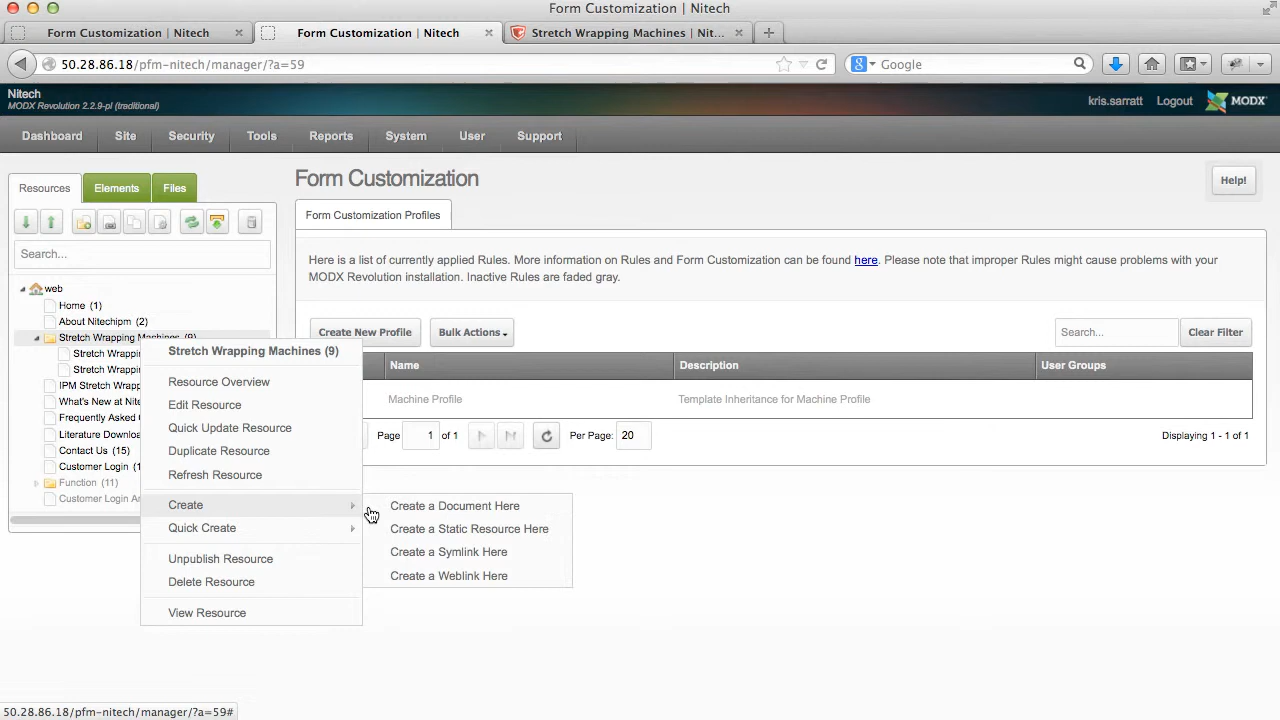 Form Customization | Nitech
Form Customization | Nitech
Form Customization | Nitech
Stretch Wrapping Machines | Nit...
50.28.86.18/pfm-nitech/manager/?a=59
Google
Nitech
MODX Revolution 2.2.9-pl (traditional)
kris.sarratt
Logout
MODX
Dashboard
Site
Security
Tools
Reports
System
User
Support
Resources
Elements
Files
Search...
web
Home (1)
About Nitechipm (2)
Stretch Wrapping Machines (9)
Stretch Wrappi
Stretch Wrappi
IPM Stretch Wrapp
What's New at Nit
Frequently Asked
Literature Downloa
Contact Us (15)
Customer Login (1
Function (11)
Customer Login Ar
Stretch Wrapping Machines (9)
Resource Overview
Edit Resource
Quick Update Resource
Duplicate Resource
Refresh Resource
Create
Quick Create
Unpublish Resource
Delete Resource
View Resource
Create a Document Here
Create a Static Resource Here
Create a Symlink Here
Create a Weblink Here
Form Customization
Help!
Form Customization Profiles
Here is a list of currently applied Rules. More information on Rules and Form Customization can be found here. Please note that improper Rules might cause problems with your
MODX Revolution installation. Inactive Rules are faded gray.
Create New Profile
Bulk Actions
Search...
Clear Filter
Name
Description
User Groups
Machine Profile
Template Inheritance for Machine Profile
Page 1 of 1
Per Page: 20
Displaying 1 - 1 of 1
50.28.86.18/pfm-nitech/manager/?a=59#